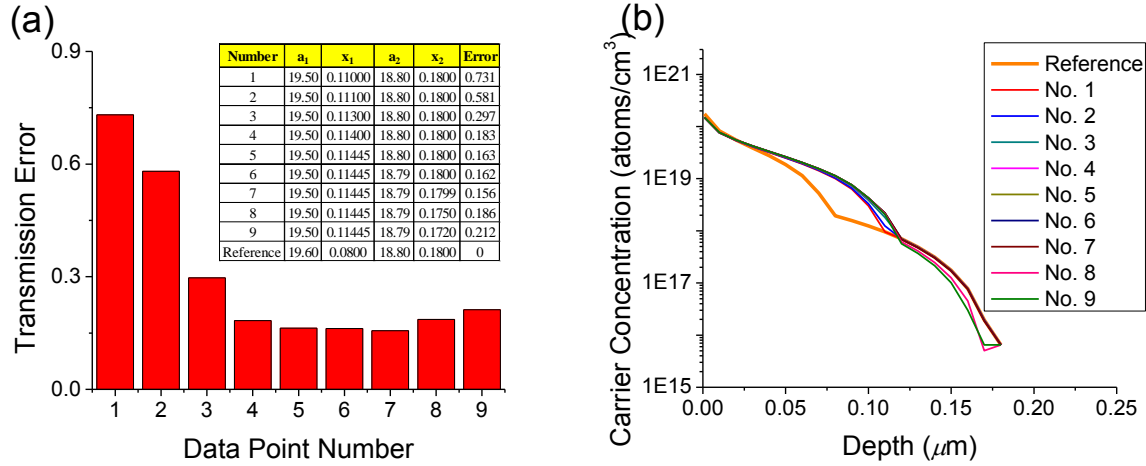 (a)
0.9
0.6
0.3
0.0
Transmission Error
Number a1 x1 a2 x2 Error
1 19.50 0.11000 18.80 0.1800 0.731
2 19.50 0.11100 18.80 0.1800 0.581
3 19.50 0.11300 18.80 0.1800 0.297
4 19.50 0.11400 18.80 0.1800 0.183
5 19.50 0.11445 18.80 0.1800 0.163
6 19.50 0.11445 18.79 0.1800 0.162
7 19.50 0.11445 18.79 0.1799 0.156
8 19.50 0.11445 18.79 0.1750 0.186
9 19.50 0.11445 18.79 0.1720 0.212
Reference 19.60 0.0800 18.80 0.1800 0
1 2 3 4 5 6 7 8 9
Data Point Number
(b)
Carrier Concentration (atoms/cm³)
1E21
1E19
1E17
1E15
Reference
No. 1
No. 2
No. 3
No. 4
No. 5
No. 6
No. 7
No. 8
No. 9
0.00 0.05 0.10 0.15 0.20 0.25
Depth (μm)